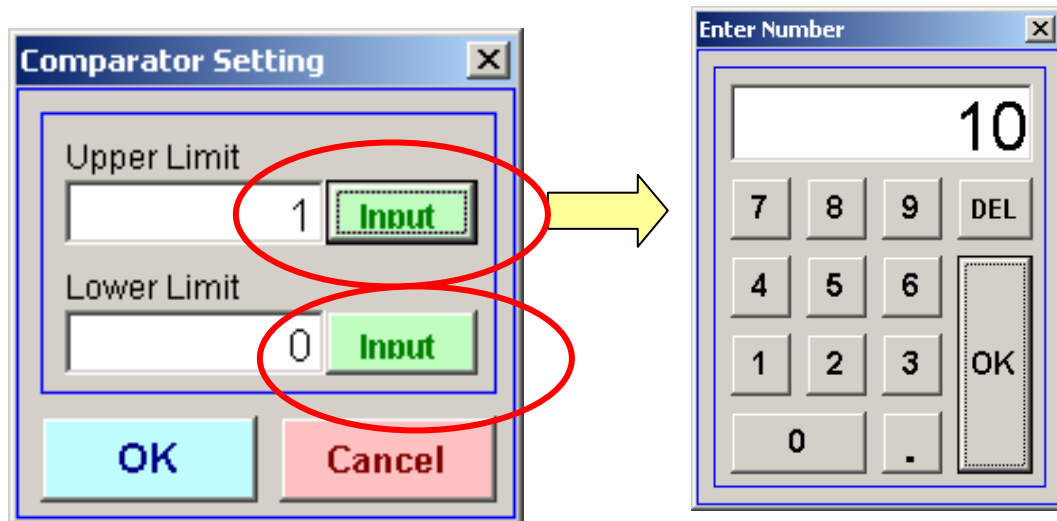 Comparator Setting
Upper Limit
1 Input
Lower Limit
0 Input
OK Cancel
Enter Number
10
7 8 9 DEL
4 5 6
1 2 3 OK
0 .